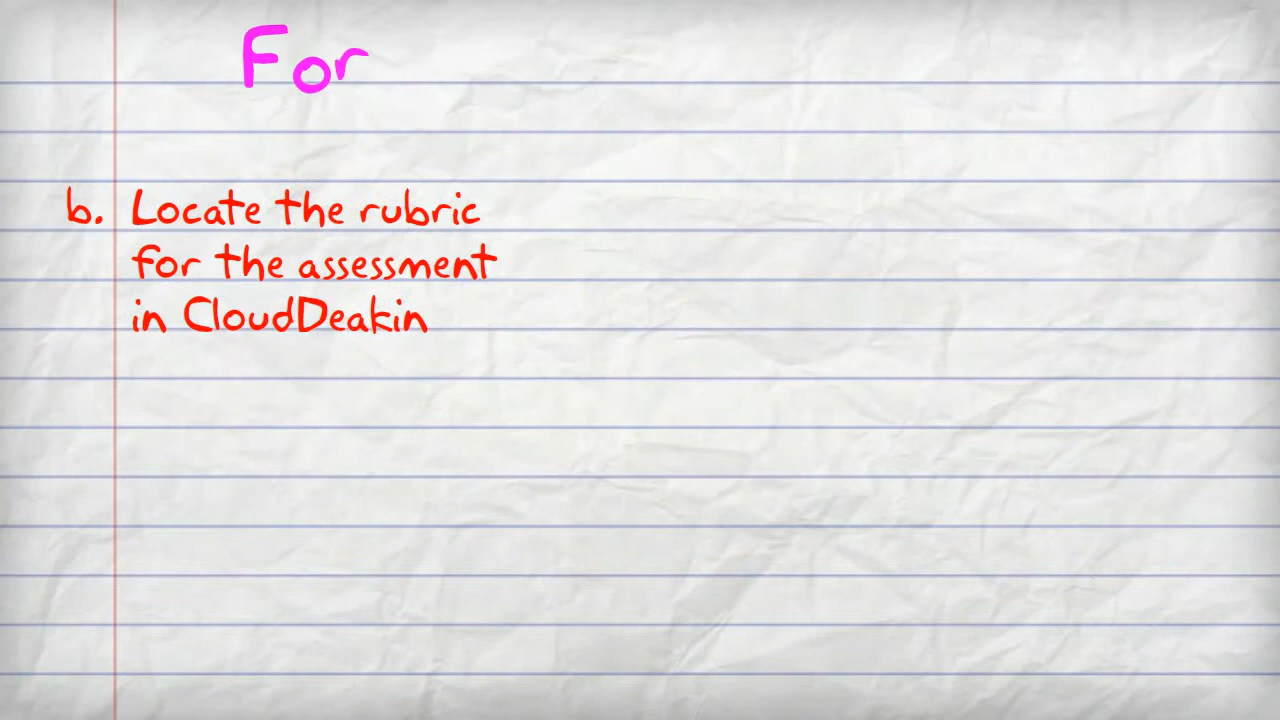 For
b. Locate the rubric
for the assessment
in CloudDeakin